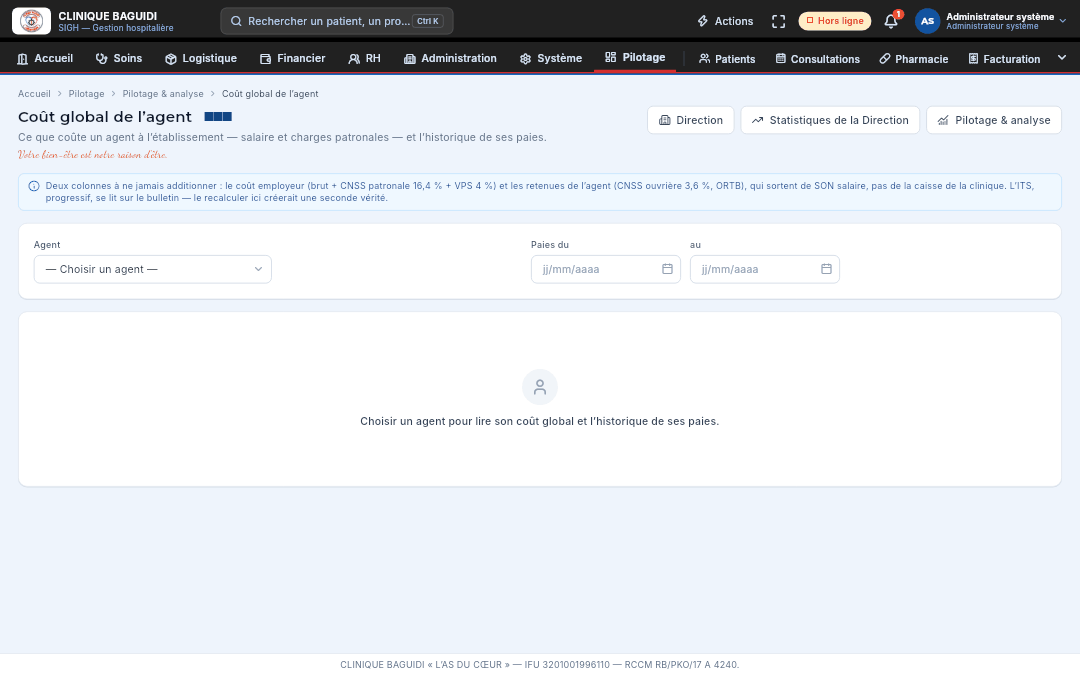 CLINIQUE BAGUIDI
SIGH — Gestion hospitalière
Rechercher un patient, un pro... Ctrl K
Actions
Hors ligne
1
AS
Administrateur système
Administrateur système
Accueil Soins Logistique Financier RH Administration Système Pilotage Patients Consultations Pharmacie Facturation
Accueil > Pilotage > Pilotage & analyse > Coût global de l'agent
Coût global de l'agent
Direction Statistiques de la Direction Pilotage & analyse
Ce que coûte un agent à l'établissement — salaire et charges patronales — et l'historique de ses paies.
Votre bien-être est notre raison d'être.
Deux colonnes à ne jamais additionner : le coût employeur (brut + CNSS patronale 16,4 % + VPS 4 %) et les retenues de l'agent (CNSS ouvrière 3,6 %, ORTB), qui sortent de SON salaire, pas de la caisse de la clinique. L'ITS,
progressif, se lit sur le bulletin — le recalculer ici créerait une seconde vérité.
Agent Paies du au
— Choisir un agent — jj/mm/aaaa jj/mm/aaaa
Choisir un agent pour lire son coût global et l'historique de ses paies.
CLINIQUE BAGUIDI « L'AS DU CŒUR » — IFU 3201001996110 — RCCM RB/PKO/17 A 4240.